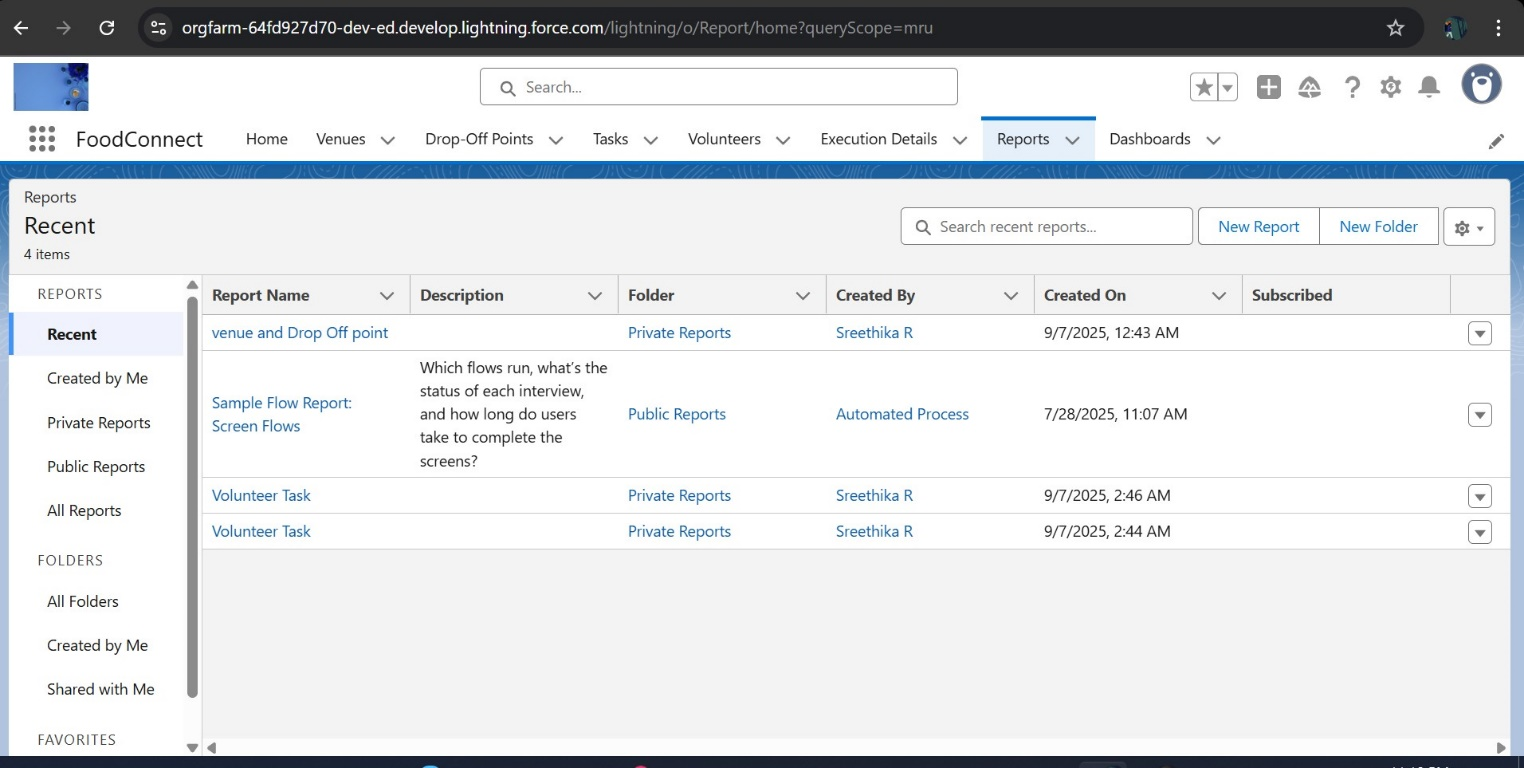 orgfarm-64fd927d70-dev-ed.develop.lightning.force.com/lightning/o/Report/home?queryScope=mru
Search...
FoodConnect
Home
Venues
Drop-Off Points
Tasks
Volunteers
Execution Details
Reports
Dashboards
Reports
Recent
4 items
Search recent reports...
New Report
New Folder
REPORTS
Recent
Created by Me
Private Reports
Public Reports
All Reports
FOLDERS
All Folders
Created by Me
Shared with Me
FAVORITES
Report Name
Description
Folder
Created By
Created On
Subscribed
venue and Drop Off point
Private Reports
Sreethika R
9/7/2025, 12:43 AM
Sample Flow Report:
Screen Flows
Which flows run, what's the
status of each interview,
and how long do users
take to complete the
screens?
Public Reports
Automated Process
7/28/2025, 11:07 AM
Volunteer Task
Private Reports
Sreethika R
9/7/2025, 2:46 AM
Volunteer Task
Private Reports
Sreethika R
9/7/2025, 2:44 AM